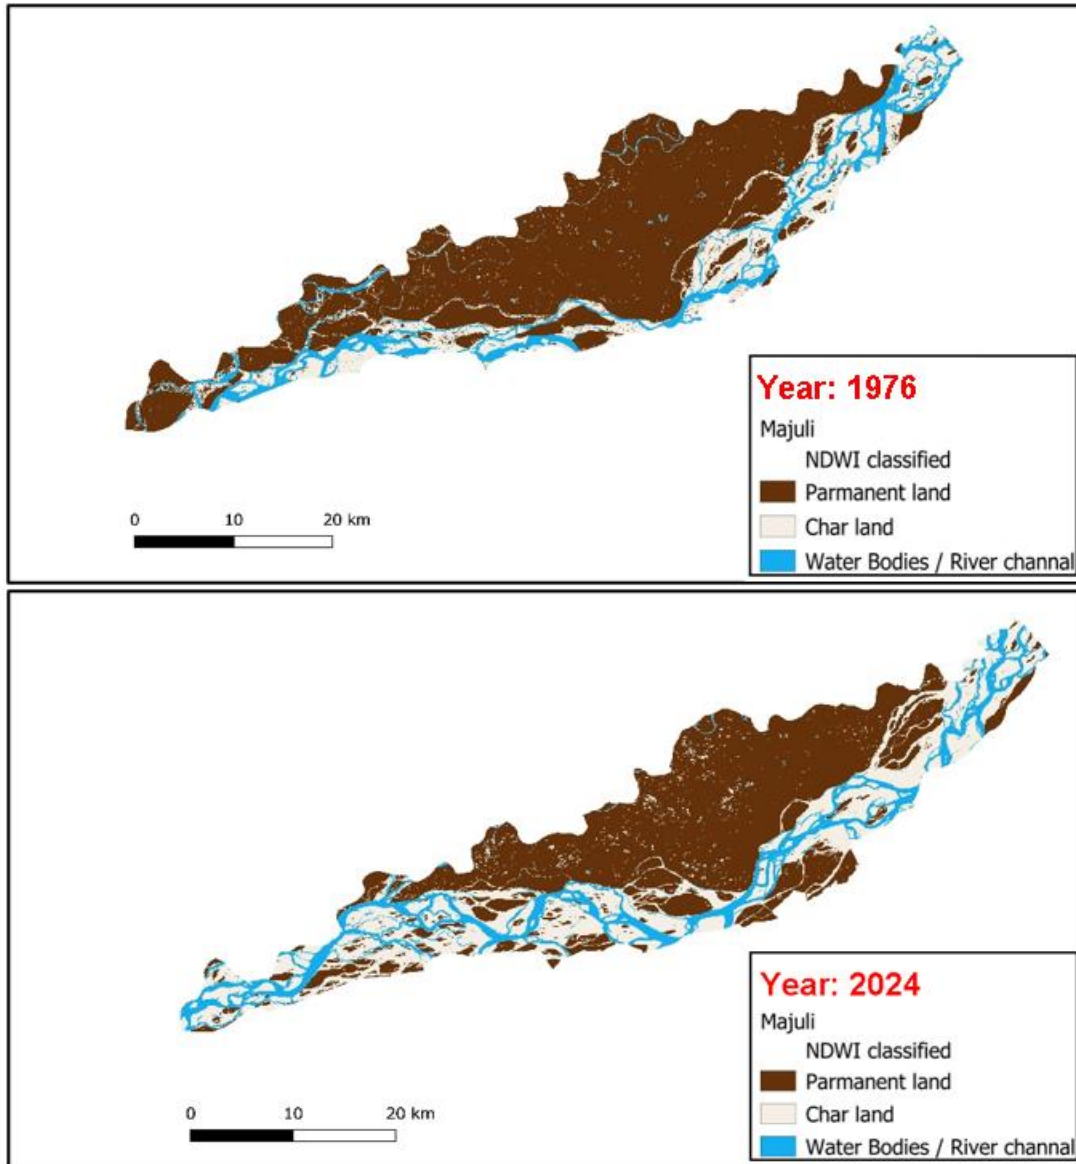 Year: 1976
Majuli
NDWI classified
Parmanent land
Char land
Water Bodies / River channal
0 10 20 km
Year: 2024
Majuli
NDWI classified
Parmanent land
Char land
Water Bodies / River channal
0 10 20 km